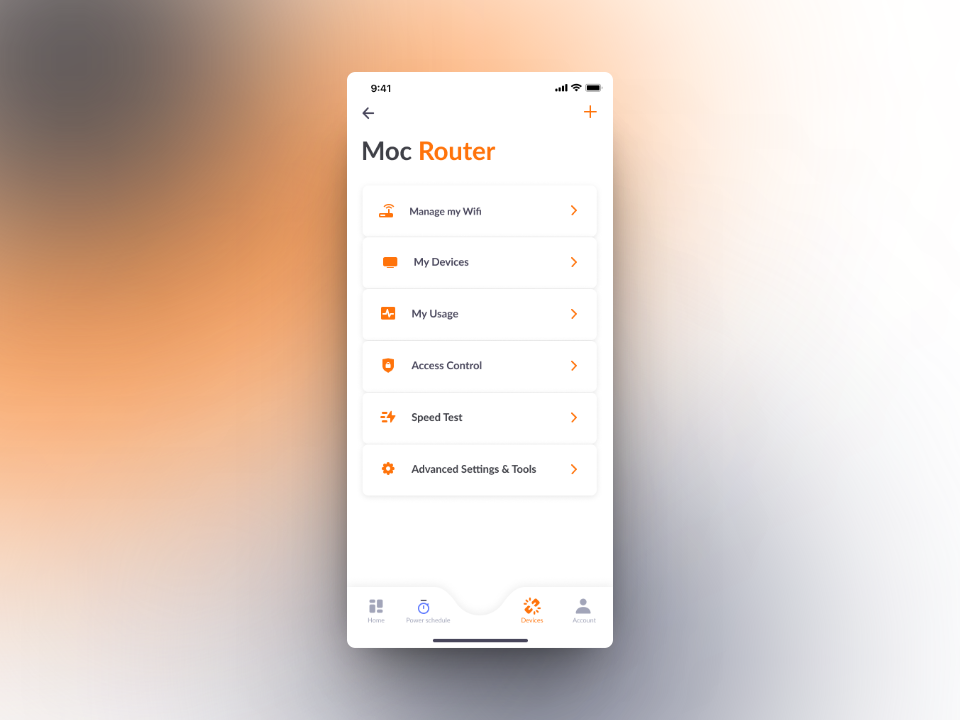 9:41
Moc Router
Manage my Wifi
My Devices
My Usage
Access Control
Speed Test
Advanced Settings & Tools
Home Power schedule Devices Account